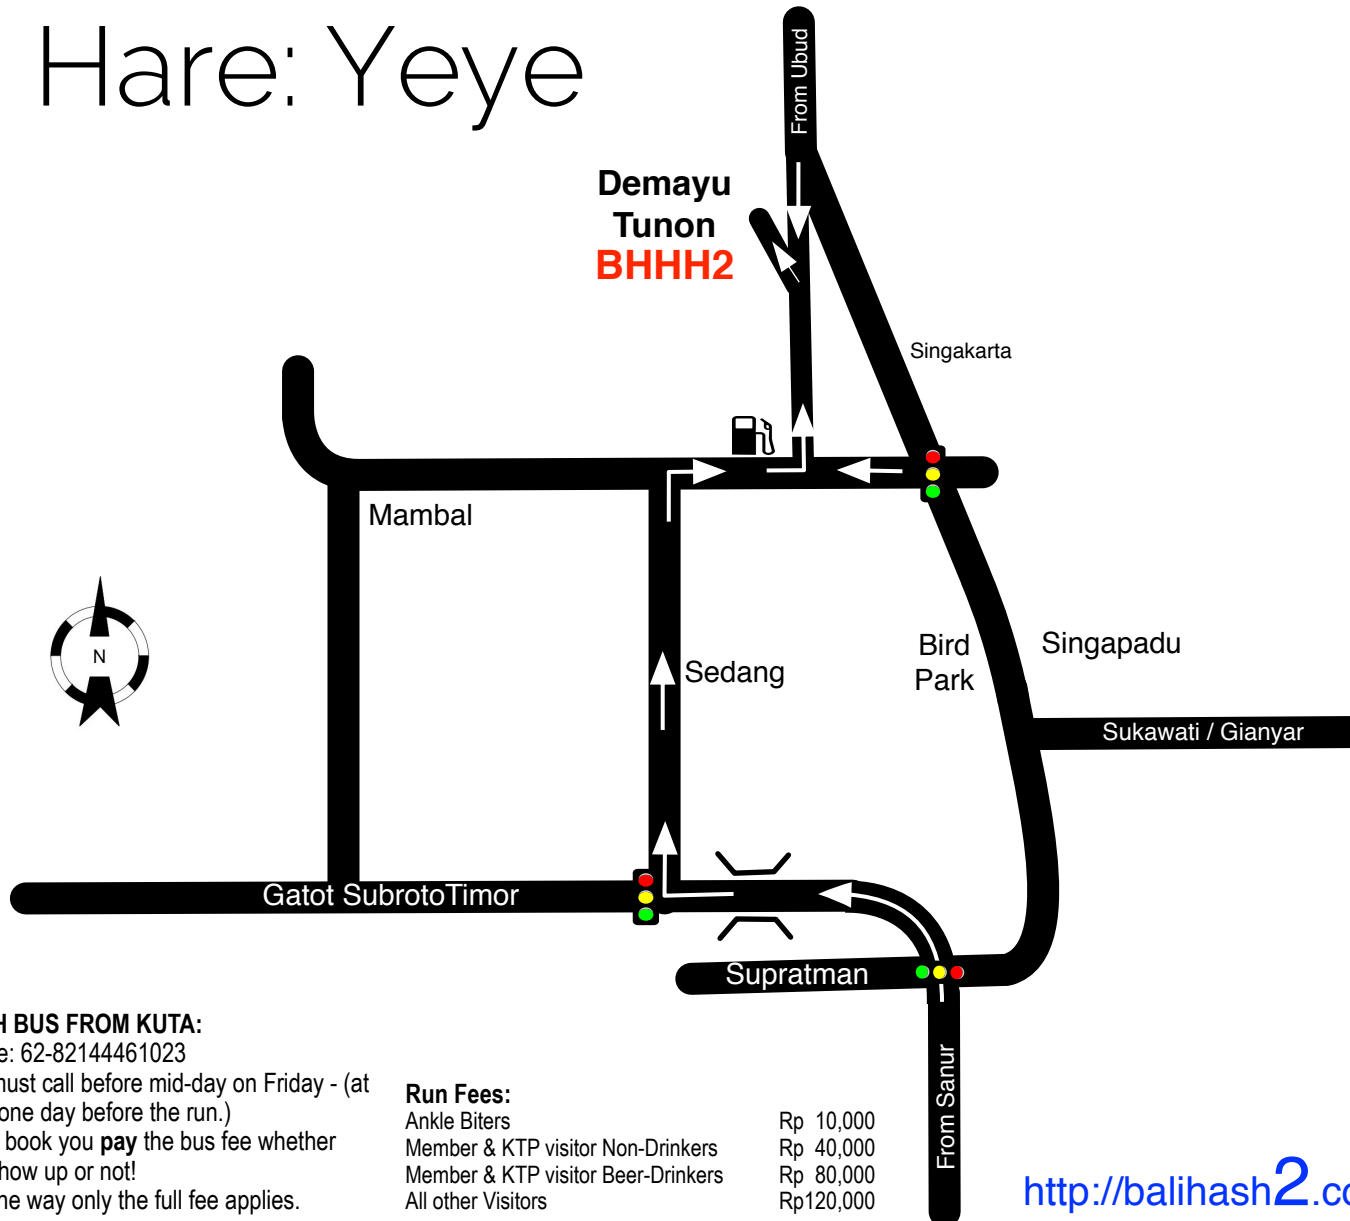 Hare: Yeye
From Ubud
Demayu
Tunon
BHHH2
Singakarta
Mambal
N
Sedang
Bird
Park
Singapadu
Sukawati / Gianyar
Gatot SubrotoTimor
Supratman
From Sanur
H BUS FROM KUTA:
e: 62-82144461023
must call before mid-day on Friday - (at
one day before the run.)
book you pay the bus fee whether
how up or not!
ne way only the full fee applies.
Run Fees:
Ankle Biters Rp 10,000
Member & KTP visitor Non-Drinkers Rp 40,000
Member & KTP visitor Beer-Drinkers Rp 80,000
All other Visitors Rp120,000
http://balihash2.co